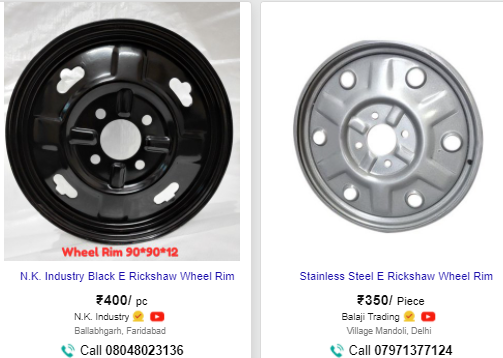 Wheel Rim 90*90*12
N.K. Industry Black E Rickshaw Wheel Rim
₹400/ pc
N.K. Industry
Ballabhgarh, Faridabad
Call 08048023136
Stainless Steel E Rickshaw Wheel Rim
₹350/ Piece
Balaji Trading
Village Mandoli, Delhi
Call 07971377124